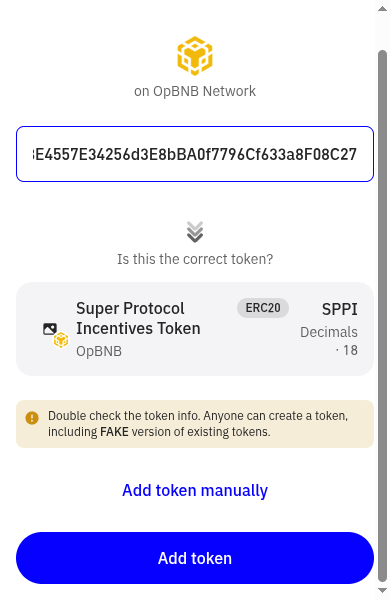 on OpBNB Network
E4557E34256d3E8bBA0f7796Cf633a8F08C27
Is this the correct token?
Super Protocol
Incentives Token
OpBNB
ERC20
SPPI
Decimals
· 18
Double check the token info. Anyone can create a token,
including FAKE version of existing tokens.
Add token manually
Add token